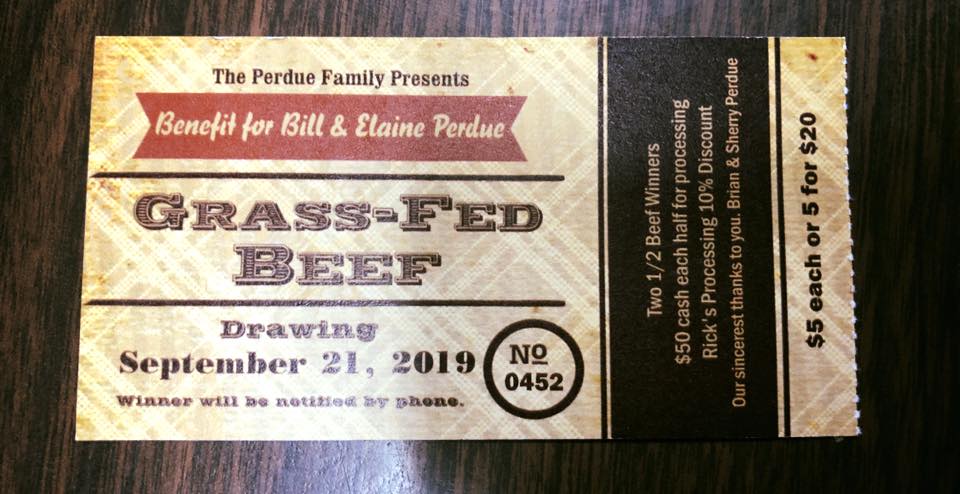 The Perdue Family Presents
Benefit for Bill & Elaine Perdue
GRASS-FED
BEEF
Drawing
September 21, 2019
Winner will be notified by phone.
No
0452
Two 1/2 Beef Winners
$50 cash each half for processing
Rick's Processing 10% Discount
Our sincerest thanks to you. Brian & Sherry Perdue
$5 each or 5 for $20